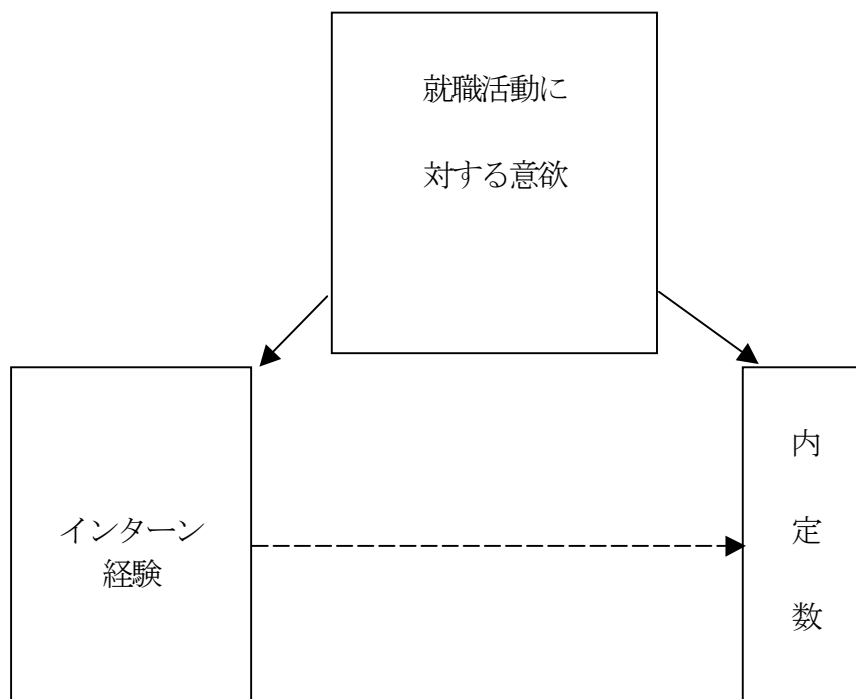 就職活動に
対する意欲
インターン
経験
内
定
数